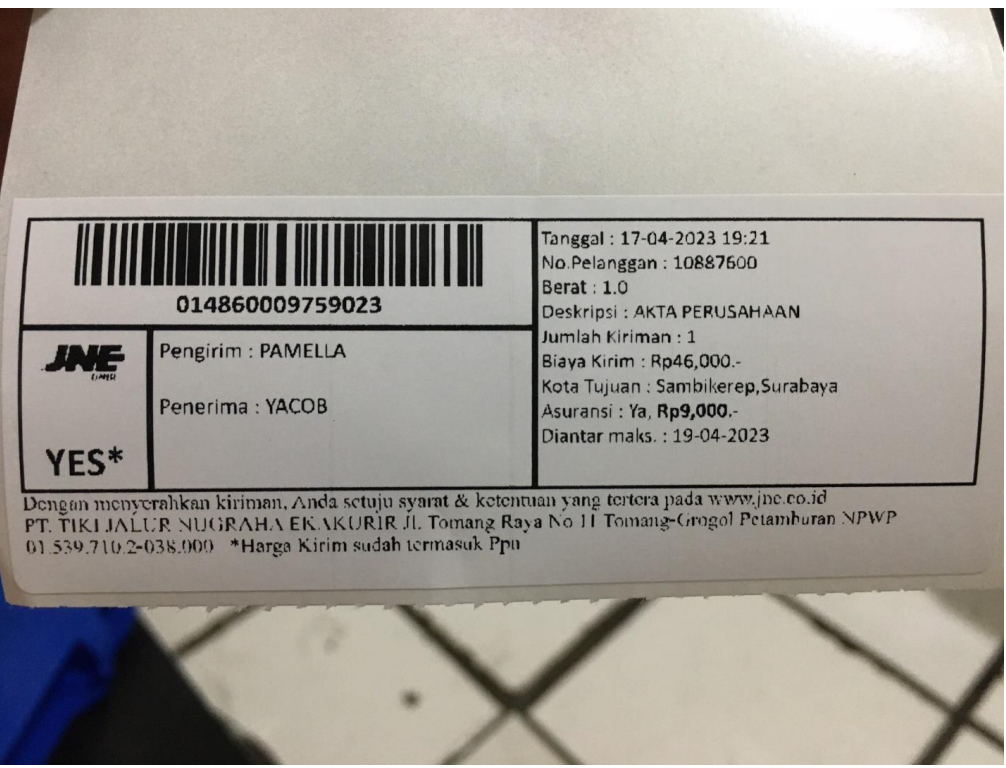 014860009759023
JNE
YES*
Pengirim : PAMELLA
Penerima : YACOB
Tanggal : 17-04-2023 19:21
No.Pelanggan : 10887600
Berat : 1.0
Deskripsi : AKTA PERUSAHAAN
Jumlah Kiriman : 1
Biaya Kirim : Rp46,000.-
Kota Tujuan : Sambikerep,Surabaya
Asuransi : Ya, Rp9,000.-
Diantar maks. : 19-04-2023
Dengan menyerahkan kiriman, Anda setuju syarat & ketentuan yang tertera pada www.jne.co.id
PT. TIKI JALUR NUGRAHA EKAKURIR Jl. Tomang Raya No 11 Tomang-Grogol Petamburan NPWP
01.539.710.2-038.000 *Harga Kirim sudah termasuk Ppn